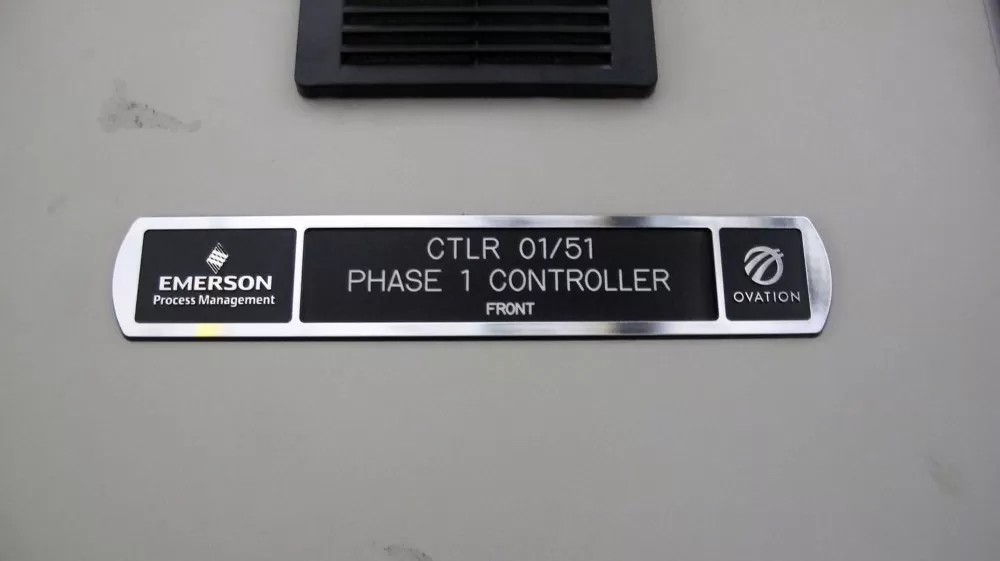 EMERSON
Process Management
CTLR 01/51
PHASE 1 CONTROLLER
FRONT
OVATION